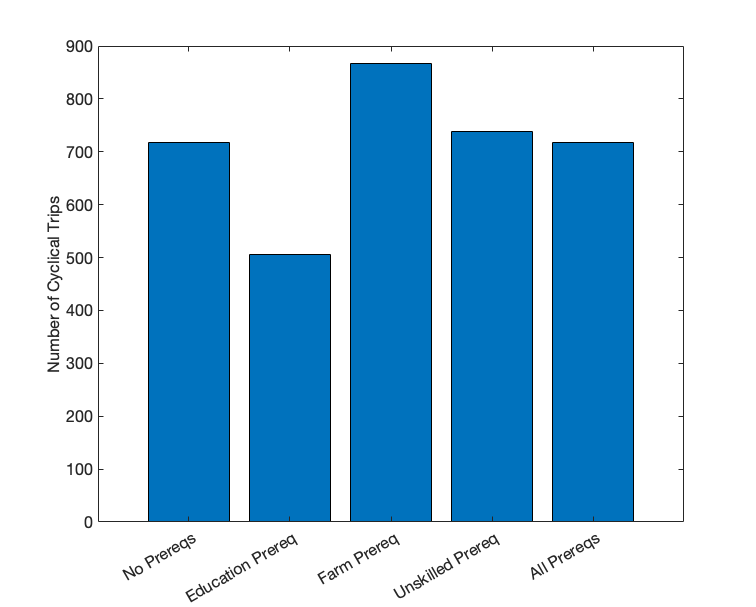 900
800
700
600
500
400
300
200
100
0
Number of Cyclical Trips
No Prereqs
Education Prereq
Farm Prereq
Unskilled Prereq
All Prereqs